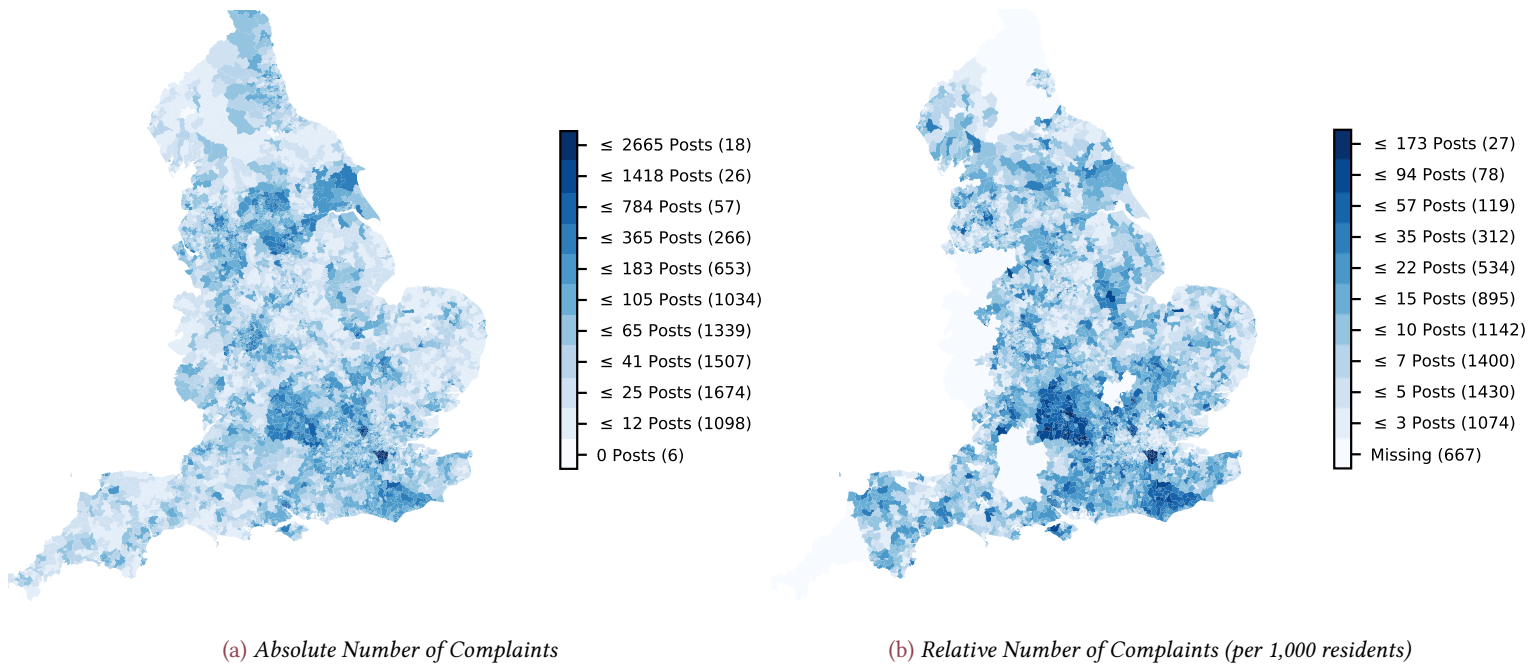 ≤ 2665 Posts (18)
≤ 1418 Posts (26)
≤ 784 Posts (57)
≤ 365 Posts (266)
≤ 183 Posts (653)
≤ 105 Posts (1034)
≤ 65 Posts (1339)
≤ 41 Posts (1507)
≤ 25 Posts (1674)
≤ 12 Posts (1098)
0 Posts (6)
≤ 173 Posts (27)
≤ 94 Posts (78)
≤ 57 Posts (119)
≤ 35 Posts (312)
≤ 22 Posts (534)
≤ 15 Posts (895)
≤ 10 Posts (1142)
≤ 7 Posts (1400)
≤ 5 Posts (1430)
≤ 3 Posts (1074)
Missing (667)
(a) Absolute Number of Complaints
(b) Relative Number of Complaints (per 1,000 residents)